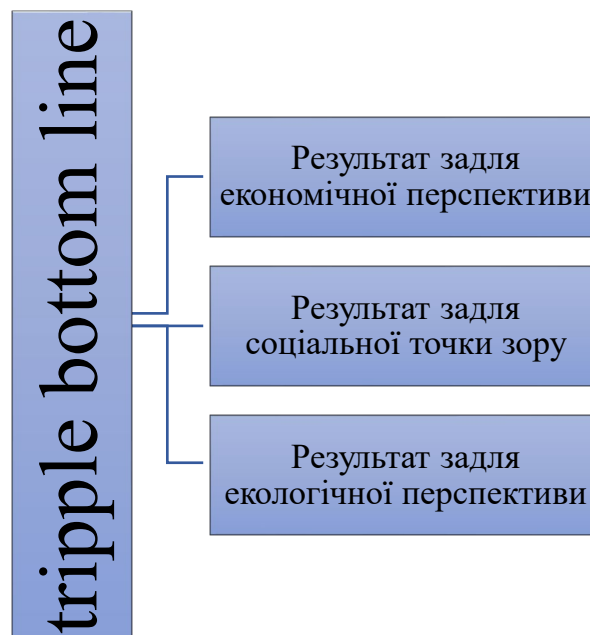 tripple bottom line
Результат задля
економічної перспективи
Результат задля
соціальної точки зору
Результат задля
екологічної перспективи